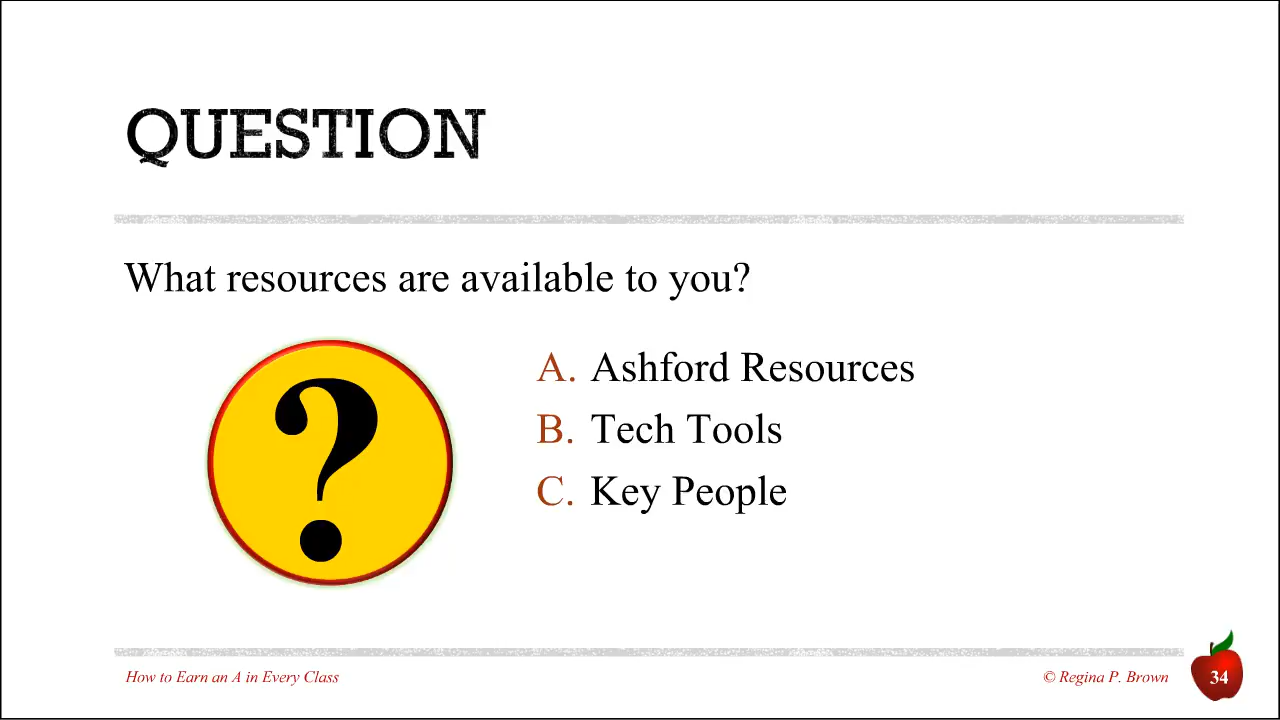 QUESTION
What resources are available to you?
?
A. Ashford Resources
B. Tech Tools
C. Key People
How to Earn an A in Every Class
© Regina P. Brown
34